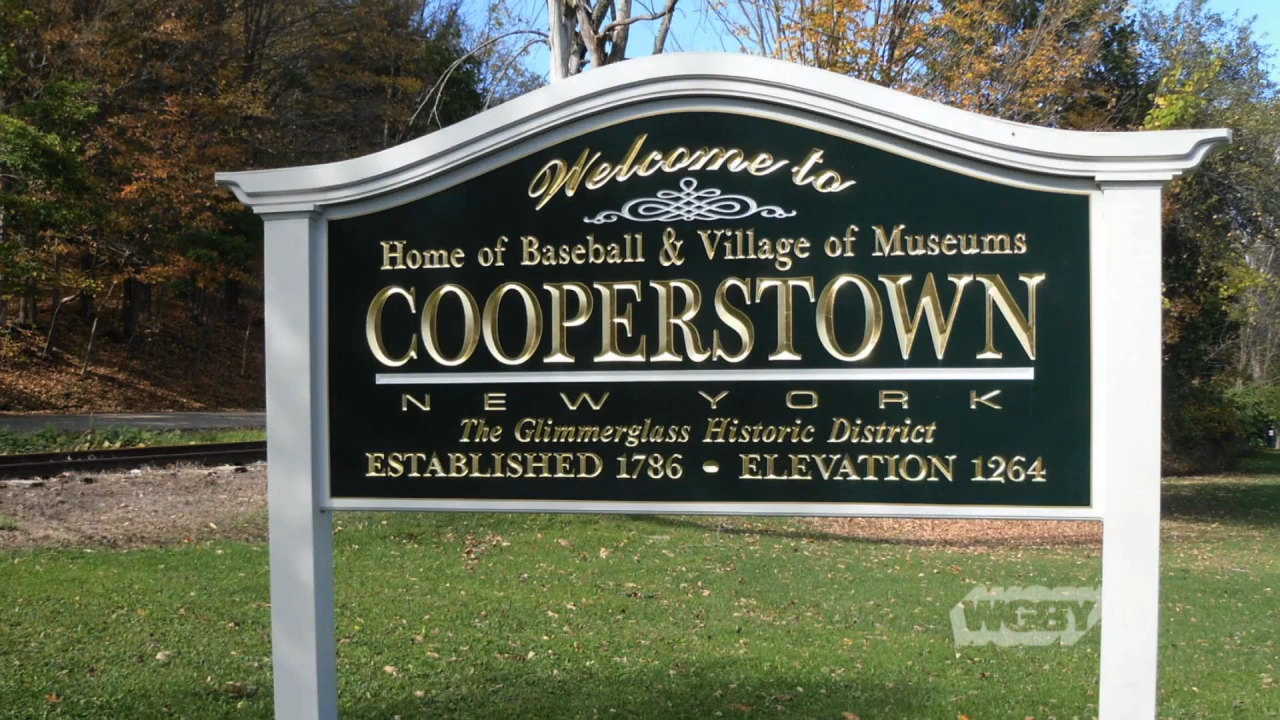 Welcome to
Home of Baseball & Village of Museums
COOPERSTOWN
NEW YORK
The Glimmerglass Historic District
ESTABLISHED 1786 • ELEVATION 1264
WGBY